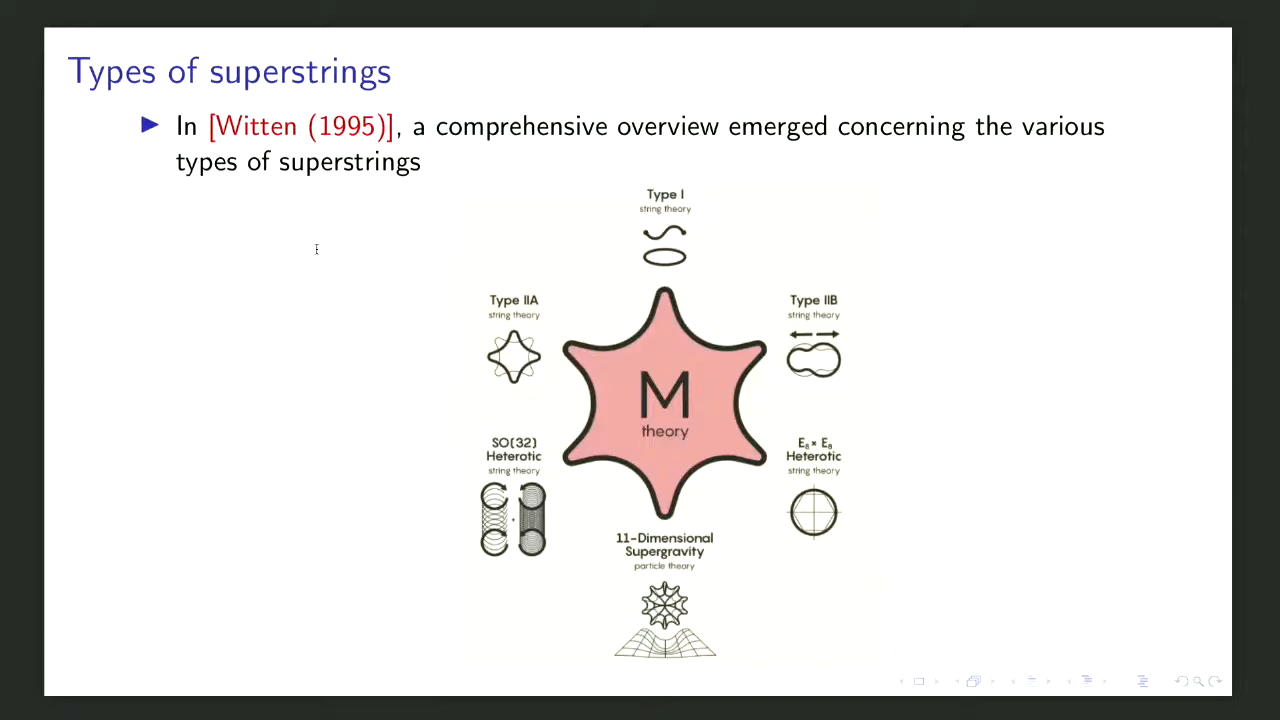 Types of superstrings
▶ In [Witten (1995)], a comprehensive overview emerged concerning the various
types of superstrings
Type I
string theory
Type IIA
string theory
Type IIB
string theory
M
theory
SO(32)
Heterotic
string theory
E₈ × E₈
Heterotic
string theory
11-Dimensional
Supergravity
particle theory